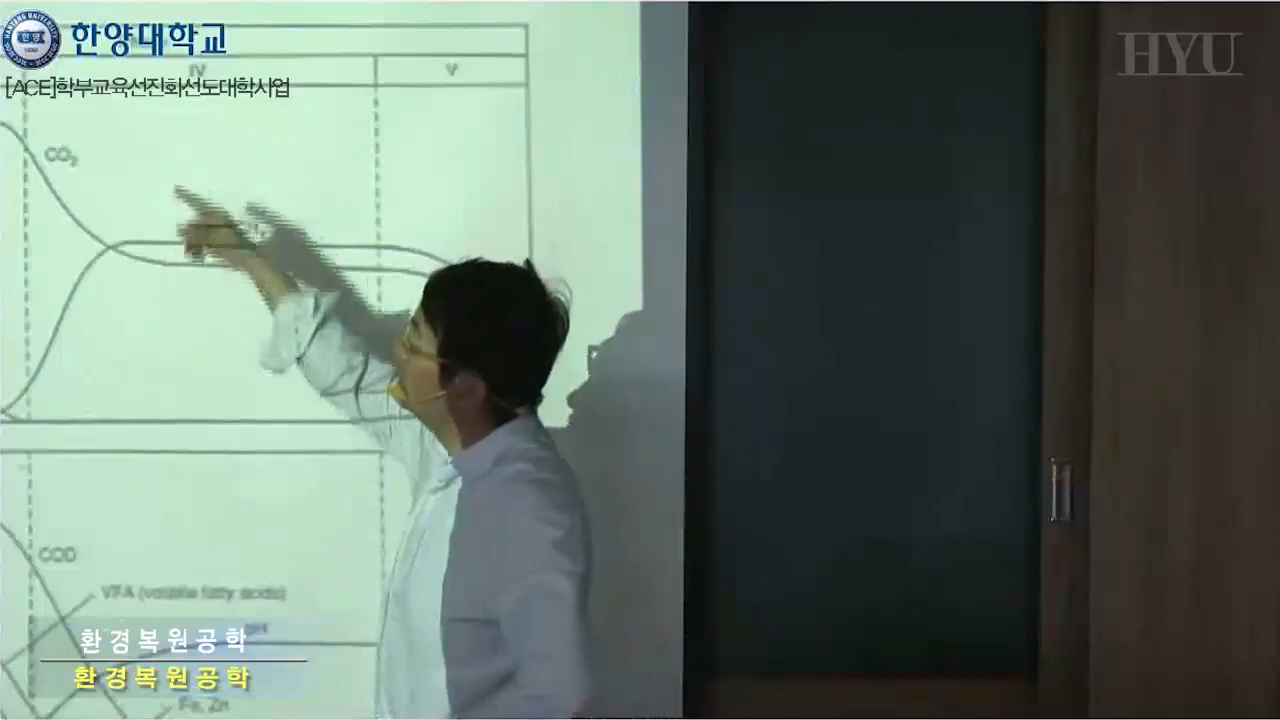 한양대학교
[ACE]학부교육선진화선도대학사업
HYU
IV
V
CO₂
COD
VFA (volatile fatty acids)
pH
Fe, Zn
환경복원공학
환경복원공학